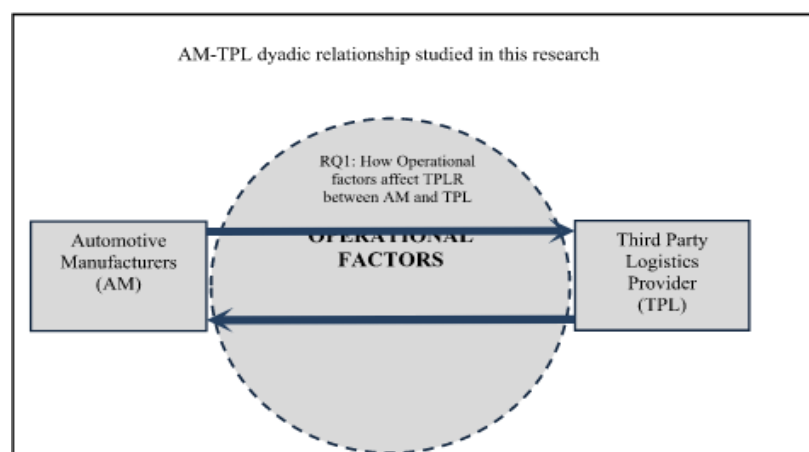 AM-TPL dyadic relationship studied in this research
RQ1: How Operational
factors affect TPLR
between AM and TPL
OPERATIONAL
FACTORS
Automotive
Manufacturers
(AM)
Third Party
Logistics
Provider
(TPL)